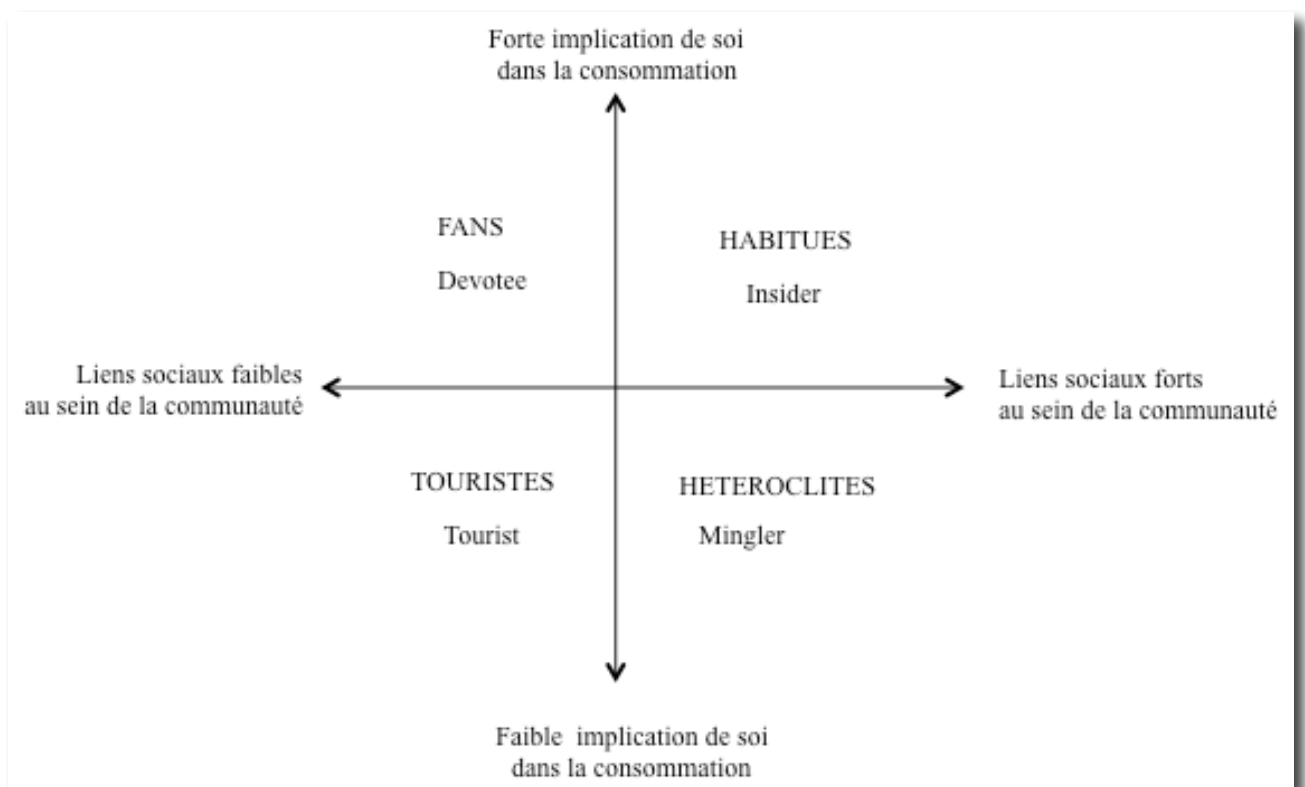 Forte implication de soi
dans la consommation
FANS
HABITUES
Devotee
Insider
Liens sociaux faibles
au sein de la communauté
Liens sociaux forts
au sein de la communauté
TOURISTES
HETEROCLITES
Tourist
Mingler
Faible implication de soi
dans la consommation